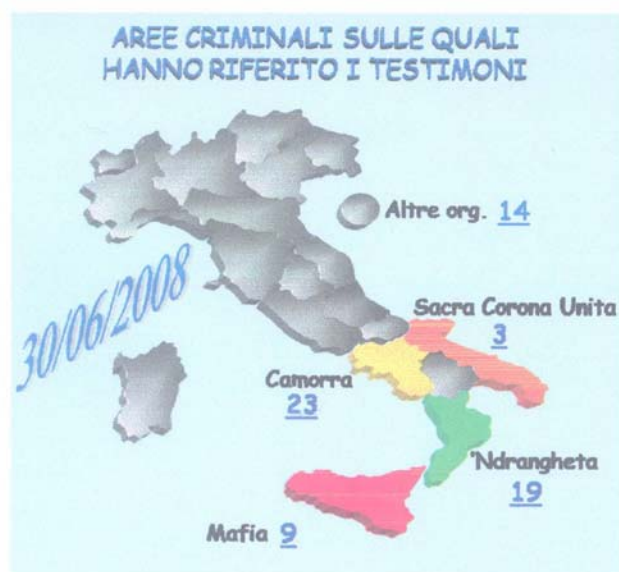 AREE CRIMINALI SULLE QUALI
HANNO RIFERITO I TESTIMONI
Altre org. 14
30/06/2008
Sacra Corona Unita
3
Camorra
23
'Ndrangheta
19
Mafia 9